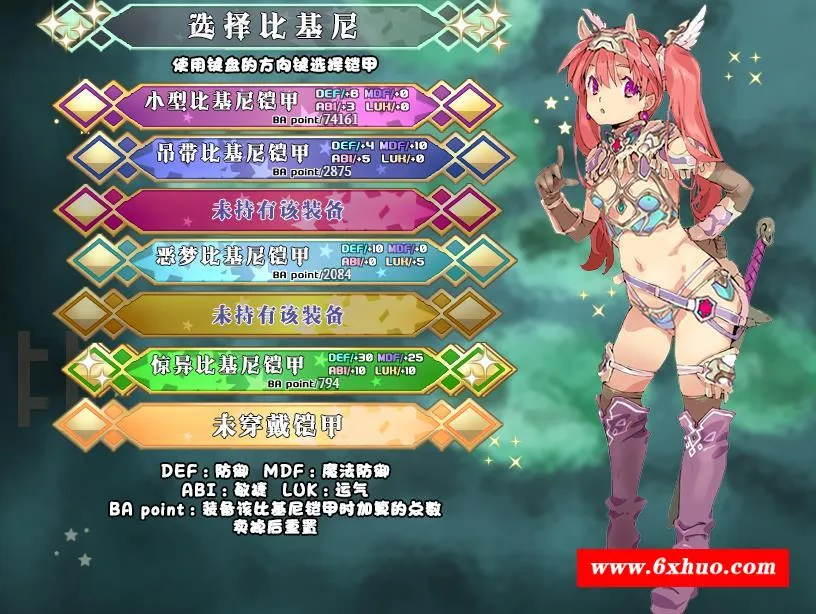 选择比基尼
使用键盘的方向键选择铠甲
小型比基尼铠甲 DEF/+8 MDF/+0
ABI/+3 LUK/+0
BA point/74161
吊带比基尼铠甲 DEF/+4 MDF/+10
ABI/+5 LUK/+0
BA point/2875
未持有该装备
恶梦比基尼铠甲 DEF/+10 MDF/+0
ABI/+0 LUK/+5
BA point/2084
未持有该装备
惊异比基尼铠甲 DEF/+30 MDF/+25
ABI/+10 LUK/+10
BA point/794
未穿戴铠甲
DEF：防御 MDF：魔法防御
ABI：敏捷 LUK：运气
BA point：装备该比基尼铠甲时加算的点数
卖掉后重置
www.6xhuo.com